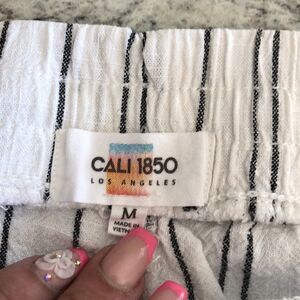 CALI 1850
LOS ANGELES
M
MADE IN
VIETNAM